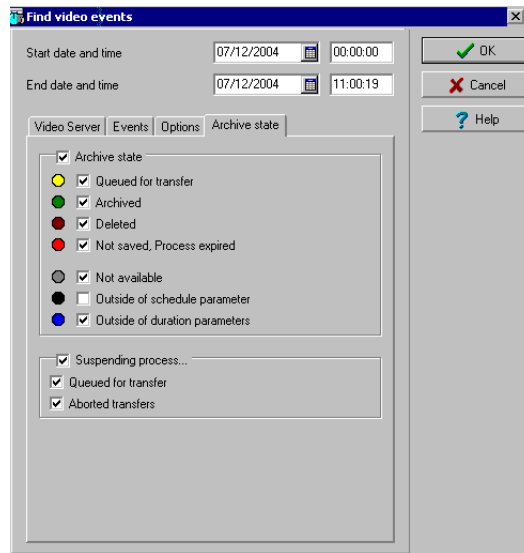 Find video events
Start date and time 07/12/2004 00:00:00
End date and time 07/12/2004 11:00:19
OK
Cancel
Help
Video Server Events Options Archive state
Archive state
Queued for transfer
Archived
Deleted
Not saved, Process expired
Not available
Outside of schedule parameter
Outside of duration parameters
Suspending process...
Queued for transfer
Aborted transfers